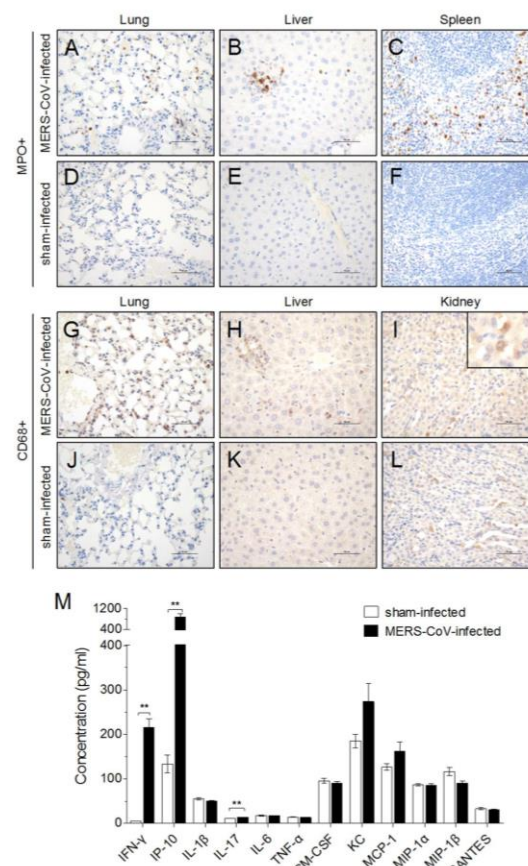 Lung Liver Spleen
MPO+
MERS-CoV-infected
A B C
sham-infected
D E F
Lung Liver Kidney
CD68+
MERS-CoV-infected
G H I
sham-infected
J K L
M
sham-infected
MERS-CoV-infected
Concentration (pg/ml)
1200
800
400
400
300
200
100
0
** ** **
IFN-γ IP-10 IL-1β IL-17 IL-6 TNF-α KC MCP-1 MIP-1α